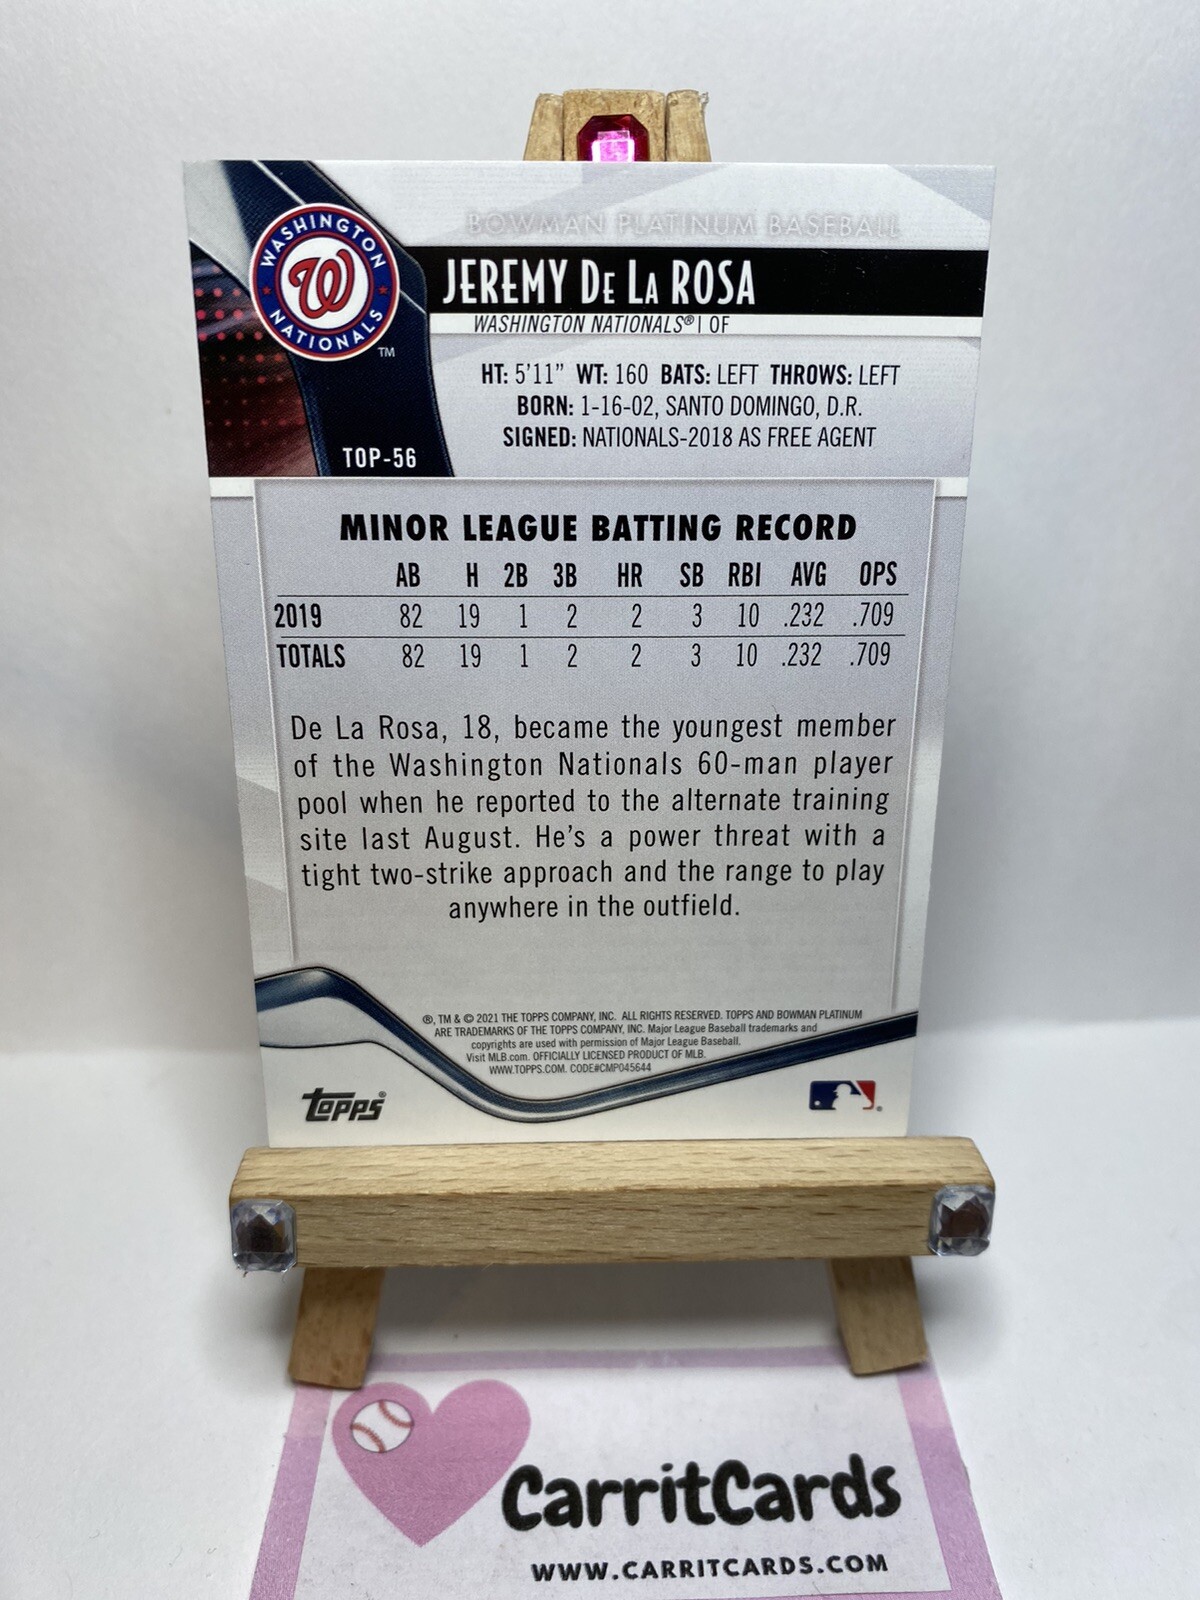 BOWMAN PLATINUM BASEBALL
WASHINGTON
W
NATIONALS
TM
JEREMY DE LA ROSA
WASHINGTON NATIONALS® | OF
HT: 5'11" WT: 160 BATS: LEFT THROWS: LEFT
BORN: 1-16-02, SANTO DOMINGO, D.R.
SIGNED: NATIONALS-2018 AS FREE AGENT
TOP-56
MINOR LEAGUE BATTING RECORD
AB H 2B 3B HR SB RBI AVG OPS
2019 82 19 1 2 2 3 10 .232 .709
TOTALS 82 19 1 2 2 3 10 .232 .709
De La Rosa, 18, became the youngest member
of the Washington Nationals 60-man player
pool when he reported to the alternate training
site last August. He's a power threat with a
tight two-strike approach and the range to play
anywhere in the outfield.
®, TM & © 2021 THE TOPPS COMPANY, INC. ALL RIGHTS RESERVED. TOPPS AND BOWMAN PLATINUM
ARE TRADEMARKS OF THE TOPPS COMPANY, INC. Major League Baseball trademarks and
copyrights are used with permission of Major League Baseball.
Visit MLB.com. OFFICIALLY LICENSED PRODUCT OF MLB.
WWW.TOPPS.COM. CODE#CMP045644
topps®
CarritCards
WWW.CARRITCARDS.COM